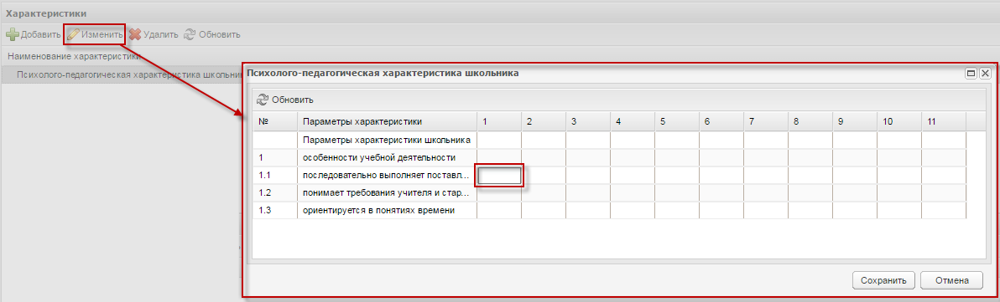 Характеристики
Добавить Изменить Удалить Обновить
Наименование характеристики
Психолого-педагогическая характеристика
Психолого-педагогическая характеристика школьника
Обновить
№ Параметры характеристики 1 2 3 4 5 6 7 8 9 10 11
Параметры характеристики школьника
1 особенности учебной деятельности
1.1 последовательно выполняет поставл...
1.2 понимает требования учителя и стар...
1.3 ориентируется в понятиях времени
Сохранить Отмена